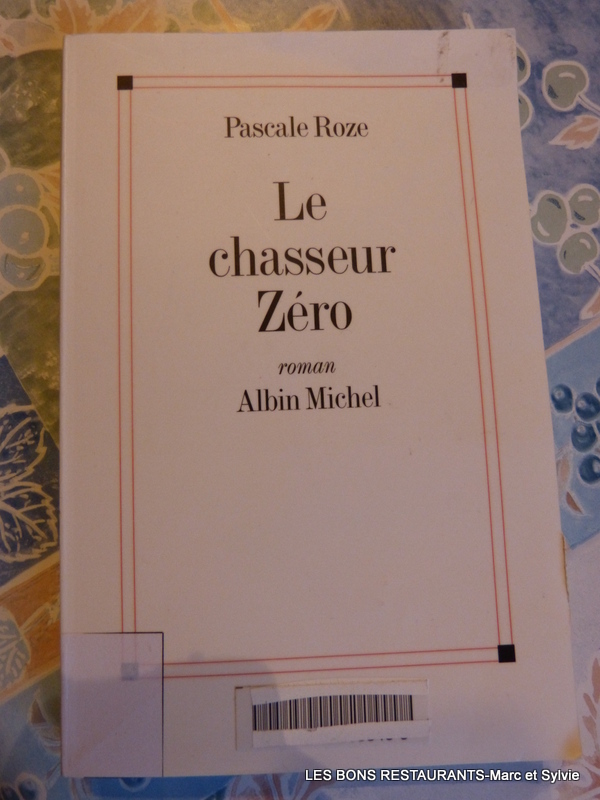 Pascale Roze
Le
chasseur
Zéro
roman
Albin Michel
LES BONS RESTAURANTS-Marc et Sylvie